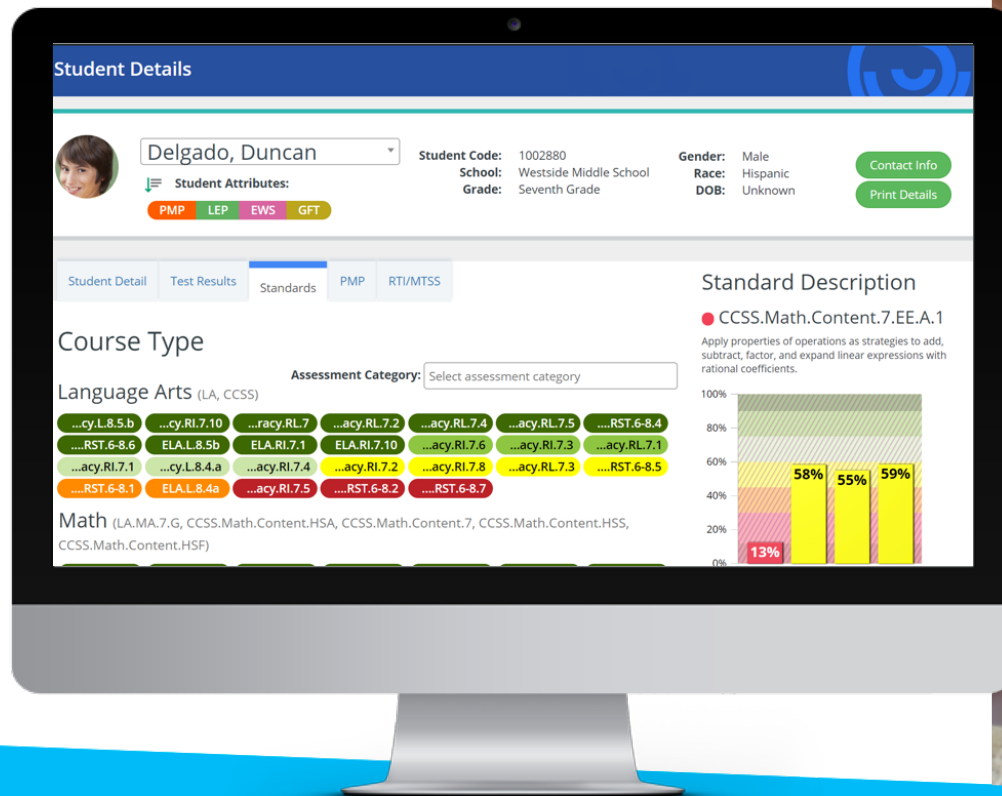 Student Details
Delgado, Duncan
Student Attributes:
PMP LEP EWS GFT
Student Code: 1002880
School: Westside Middle School
Grade: Seventh Grade
Gender: Male
Race: Hispanic
DOB: Unknown
Contact Info
Print Details
Student Detail Test Results Standards PMP RTI/MTSS
Course Type
Assessment Category: Select assessment category
Language Arts (LA, CCSS)
...cy.L.8.5.b ...cy.RI.7.10 ...racy.RL.7 ...acy.RL.7.2 ...acy.RL.7.4 ...acy.RL.7.5 ....RST.6-8.4
....RST.6-8.6 ELA.L.8.5b ELA.RI.7.1 ELA.RI.7.10 ...acy.RI.7.6 ...acy.RI.7.3 ...acy.RL.7.1
...acy.RI.7.1 ...cy.L.8.4.a ...acy.RI.7.4 ...acy.RI.7.2 ...acy.RI.7.8 ...acy.RL.7.3 ....RST.6-8.5
....RST.6-8.1 ELA.L.8.4a ...acy.RI.7.5 ....RST.6-8.2 ....RST.6-8.7
Math (LA.MA.7.G, CCSS.Math.Content.HSA, CCSS.Math.Content.7, CCSS.Math.Content.HSS,
CCSS.Math.Content.HSF)
Standard Description
CCSS.Math.Content.7.EE.A.1
Apply properties of operations as strategies to add,
subtract, factor, and expand linear expressions with
rational coefficients.
100%
80%
60%
40%
20%
0%
13% 58% 55% 59%